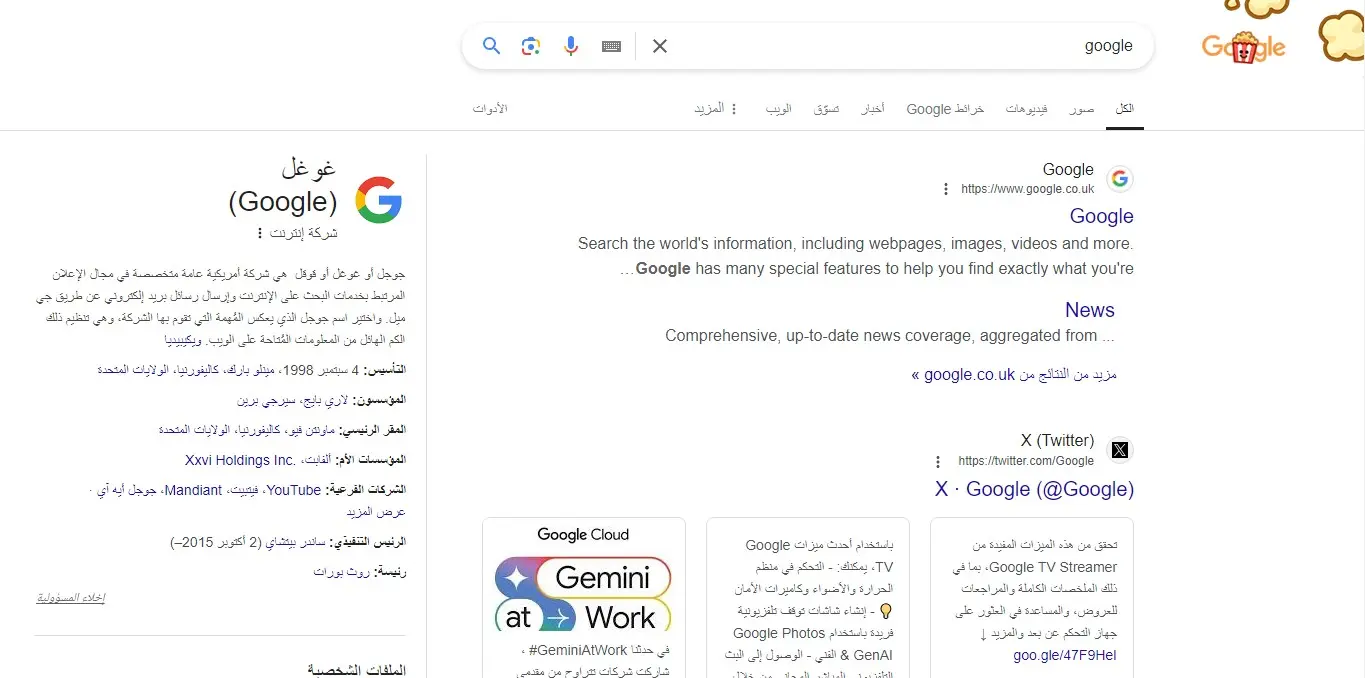 google
Google
الكل
صور
فيديوهات
خرائط Google
أخبار
تسوّق
الويب
المزيد
الأدوات
Google
https://www.google.co.uk
Google
Search the world's information, including webpages, images, videos and more.
Google has many special features to help you find exactly what you're…
News
Comprehensive, up-to-date news coverage, aggregated from ...
مزيد من النتائج من google.co.uk »
X (Twitter)
https://twitter.com/Google
X · Google (@Google)
تحقق من هذه الميزات المفيدة من
Google TV Streamer، بما في
ذلك الملخصات الكاملة والمراجعات
للعروض، والمساعدة في العثور على
جهاز التحكم عن بعد والمزيد ↓
goo.gle/47F9Hel
باستخدام أحدث ميزات Google
TV، يمكنك: - التحكم في منظم
الحرارة والأضواء وكاميرات الأمان
💡 - إنشاء شاشات توقف تلفزيونية
فريدة باستخدام Google Photos
& GenAI الفني - الوصول إلى البث
التلفزيوني المباشر المجاني من خلال
Google Cloud
Gemini
at → Work
في حدثنا GeminiAtWork# ،
شاركت شركات تتراوح من مقدمي
غوغل
(Google)
شركة إنترنت
جوجل أو غوغل أو قوقل هي شركة أمريكية عامة متخصصة في مجال الإعلان
المرتبط بخدمات البحث على الإنترنت وإرسال رسائل بريد إلكتروني عن طريق جي
ميل. واختير اسم جوجل الذي يعكس المُهمة التي تقوم بها الشركة، وهي تنظيم ذلك
الكم الهائل من المعلومات المُتاحة على الويب. ويكيبيديا
التأسيس: 4 سبتمبر 1998، مينلو بارك، كاليفورنيا، الولايات المتحدة
المؤسسون: لاري بايج، سيرجي برين
المقر الرئيسي: ماونتن فيو، كاليفورنيا، الولايات المتحدة
المؤسسات الأم: ألفابت، Xxvi Holdings Inc.
الشركات الفرعية: YouTube، فيتبيت، Mandiant، جوجل أيه آي ·
عرض المزيد
الرئيس التنفيذي: ساندر بيتشاي (2 أكتوبر 2015–)
رئيسة: روث بورات
إخلاء المسؤولية
الملفات الشخصية